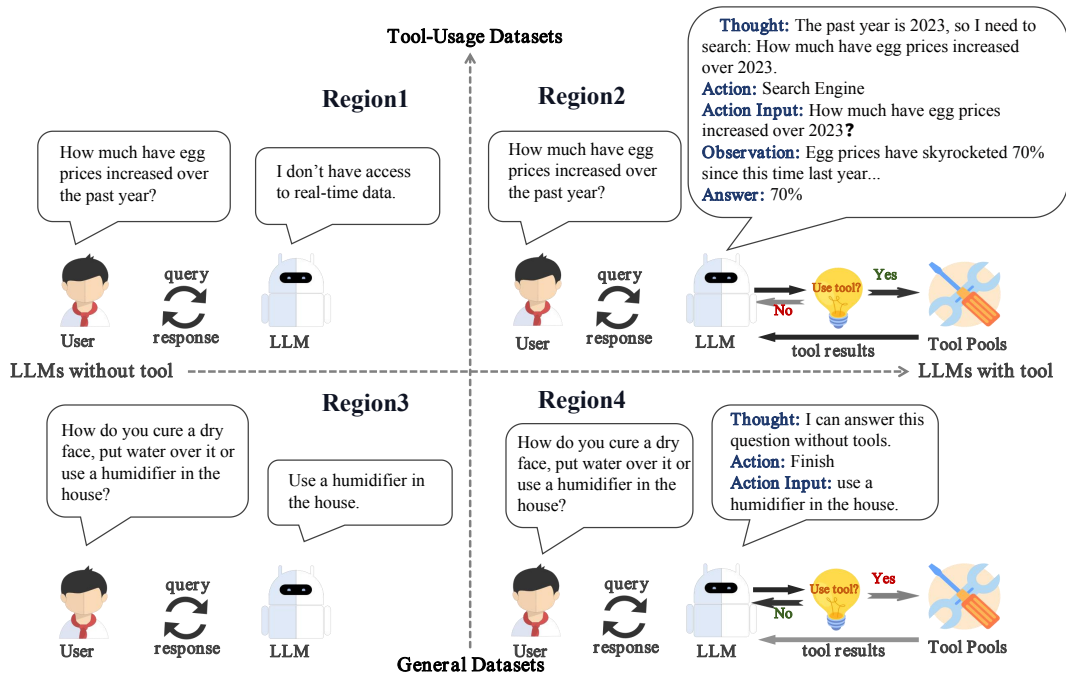 Tool-Usage Datasets
Region1
How much have egg
prices increased over
the past year?
I don't have access
to real-time data.
query
response
User
LLM
Region2
How much have egg
prices increased over
the past year?
Thought: The past year is 2023, so I need to
search: How much have egg prices increased
over 2023.
Action: Search Engine
Action Input: How much have egg prices
increased over 2023?
Observation: Egg prices have skyrocketed 70%
since this time last year...
Answer: 70%
query
response
User
LLM
Use tool?
Yes
No
tool results
Tool Pools
LLMs without tool
LLMs with tool
Region3
How do you cure a dry
face, put water over it or
use a humidifier in the
house?
Use a humidifier in
the house.
query
response
User
LLM
Region4
How do you cure a dry
face, put water over it or
use a humidifier in the
house?
Thought: I can answer this
question without tools.
Action: Finish
Action Input: use a
humidifier in the house.
query
response
User
LLM
Use tool?
Yes
No
tool results
Tool Pools
General Datasets